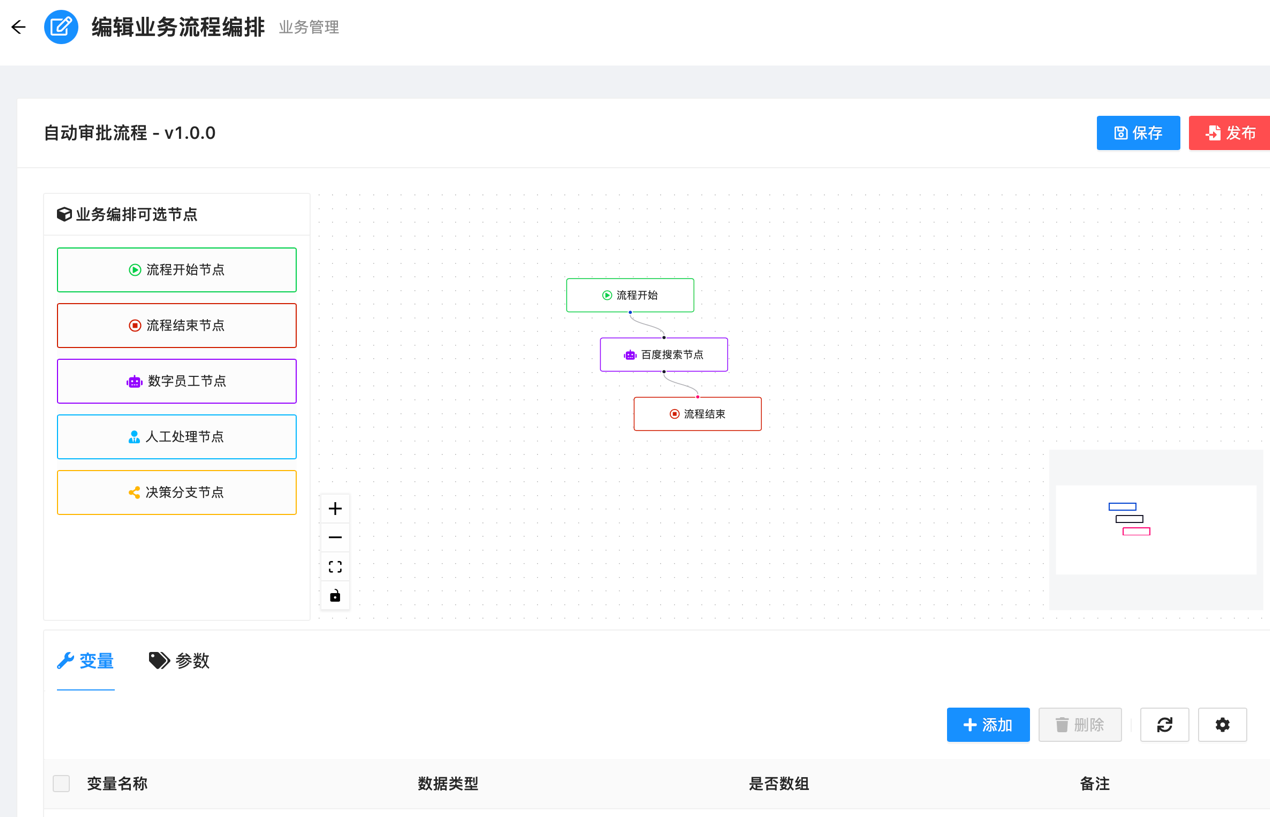 编辑业务流程编排 业务管理
自动审批流程 - v1.0.0
保存 发布
业务编排可选节点
流程开始节点
流程结束节点
数字员工节点
人工处理节点
决策分支节点
流程开始
百度搜索节点
流程结束
变量 参数
添加 删除
变量名称 数据类型 是否数组 备注